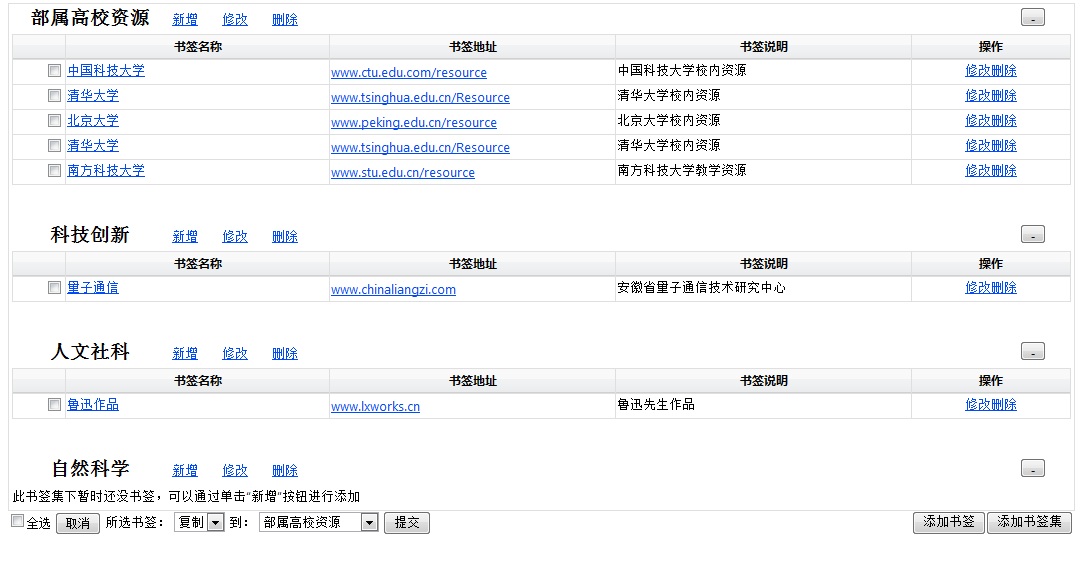 部属高校资源 新增 修改 删除 -
书签名称 书签地址 书签说明 操作
中国科技大学 www.ctu.edu.com/resource 中国科技大学校内资源 修改删除
清华大学 www.tsinghua.edu.cn/Resource 清华大学校内资源 修改删除
北京大学 www.peking.edu.cn/resource 北京大学校内资源 修改删除
清华大学 www.tsinghua.edu.cn/Resource 清华大学校内资源 修改删除
南方科技大学 www.stu.edu.cn/resource 南方科技大学教学资源 修改删除
科技创新 新增 修改 删除 -
书签名称 书签地址 书签说明 操作
量子通信 www.chinaliangzi.com 安徽省量子通信技术研究中心 修改删除
人文社科 新增 修改 删除 -
书签名称 书签地址 书签说明 操作
鲁迅作品 www.lxworks.cn 鲁迅先生作品 修改删除
自然科学 新增 修改 删除 -
此书签集下暂时还没书签，可以通过单击"新增"按钮进行添加
全选 取消 所选书签： 复制 到： 部属高校资源 提交 添加书签 添加书签集